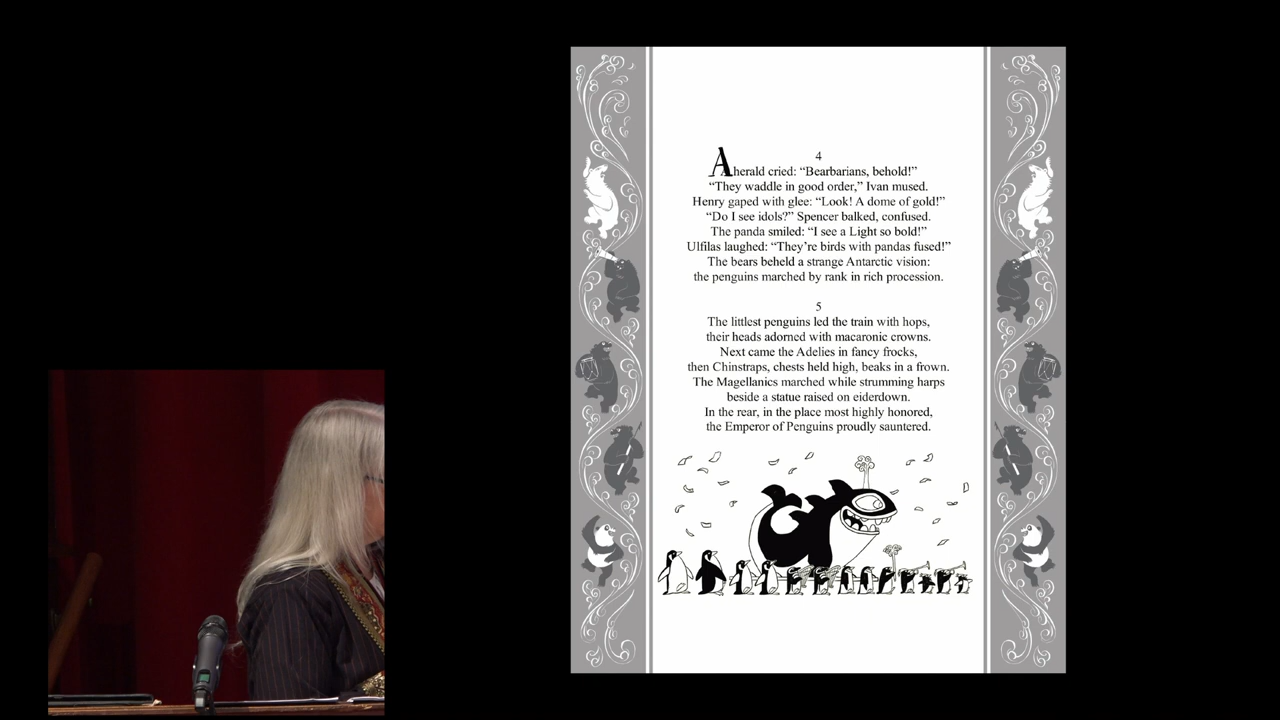 4
A herald cried: “Bearbarians, behold!”
“They waddle in good order,” Ivan mused.
Henry gaped with glee: “Look! A dome of gold!”
“Do I see idols?” Spencer balked, confused.
The panda smiled: “I see a Light so bold!”
Ulfilas laughed: “They’re birds with pandas fused!”
The bears beheld a strange Antarctic vision:
the penguins marched by rank in rich procession.
5
The littlest penguins led the train with hops,
their heads adorned with macaronic crowns.
Next came the Adelies in fancy frocks,
then Chinstraps, chests held high, beaks in a frown.
The Magellanics marched while strumming harps
beside a statue raised on eiderdown.
In the rear, in the place most highly honored,
the Emperor of Penguins proudly sauntered.